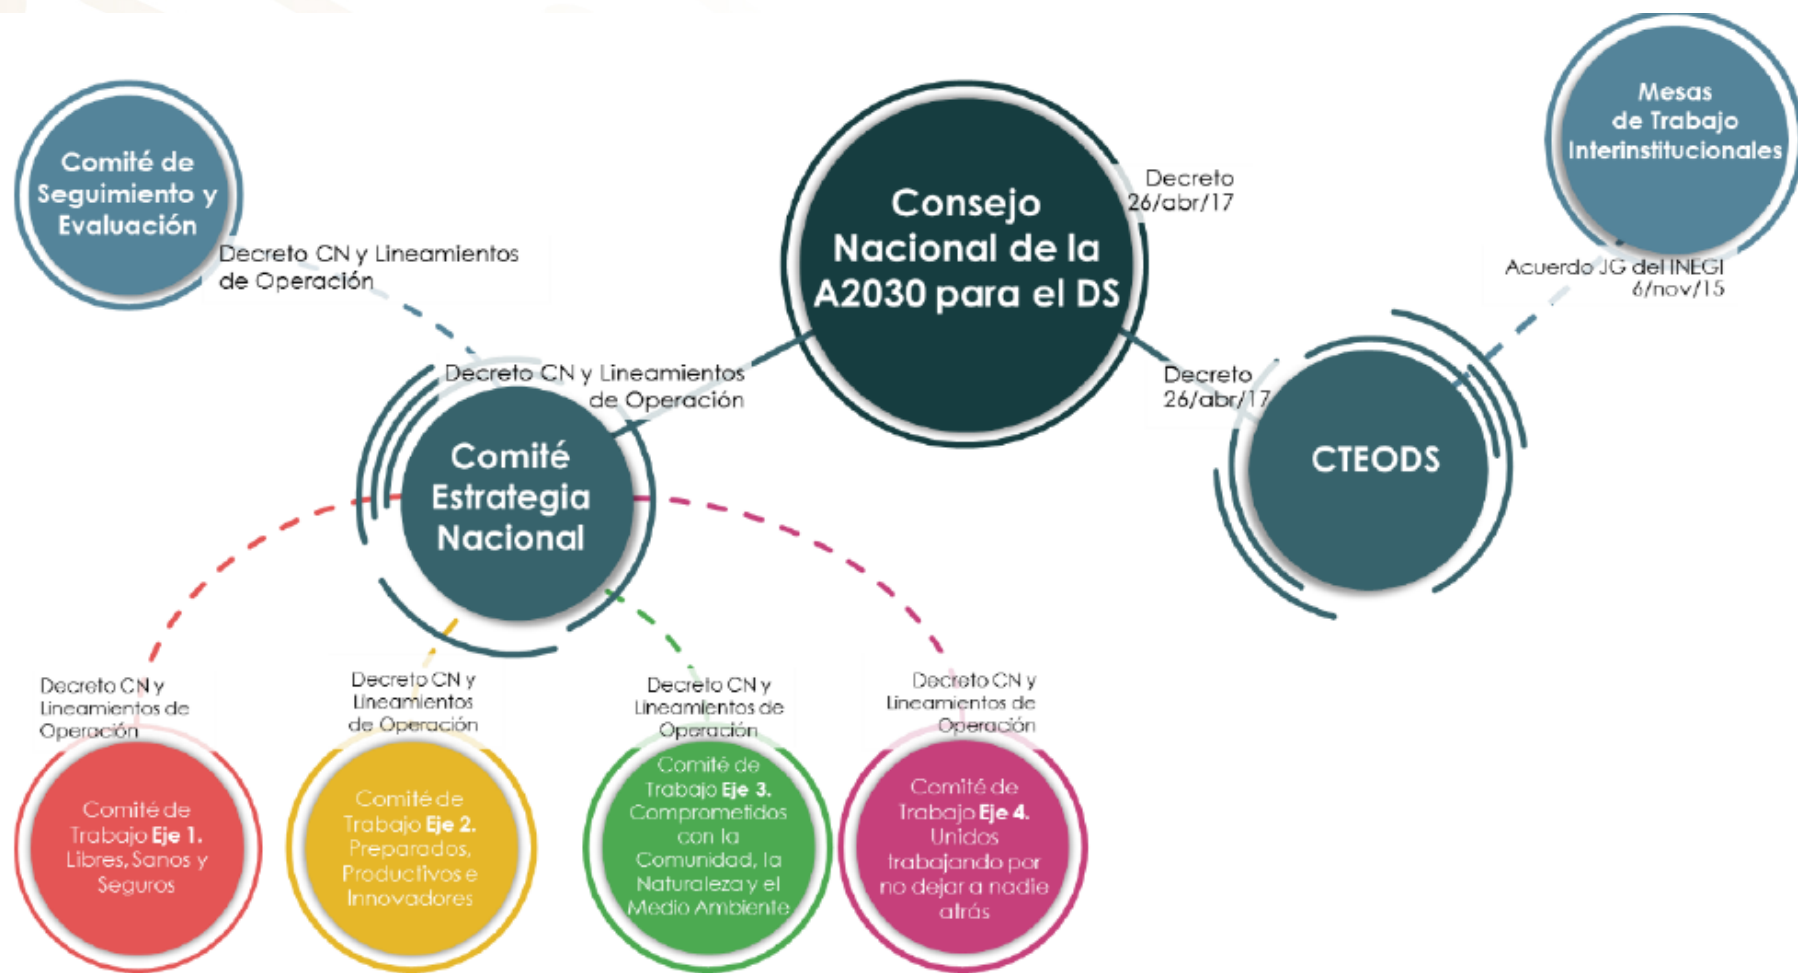 Mesas
de Trabajo
Interinstitucionales
Comité de
Seguimiento y
Evaluación
Decreto CN y Lineamientos
de Operación
Consejo
Nacional de la
A2030 para el DS
Decreto
26/abr/17
Acuerdo JG del INEGI
6/nov/15
Decreto CN y Lineamientos
de Operación
Decreto
26/abr/17
Comité
Estrategia
Nacional
CTEODS
Decreto CN y
Lineamientos de
Operación
Decreto CN y
Lineamientos
de Operación
Decreto CN y
Lineamientos de
Operación
Decreto CN y
Lineamientos de
Operación
Comité de
Trabajo Eje 1.
Libres, Sanos y
Seguros
Comité de
Trabajo Eje 2.
Preparados,
Productivos e
Innovadores
Comité de
Trabajo Eje 3.
Comprometidos
con la
Comunidad, la
Naturaleza y el
Medio Ambiente
Comité de
Trabajo Eje 4.
Unidos
trabajando por
no dejar a nadie
atrás